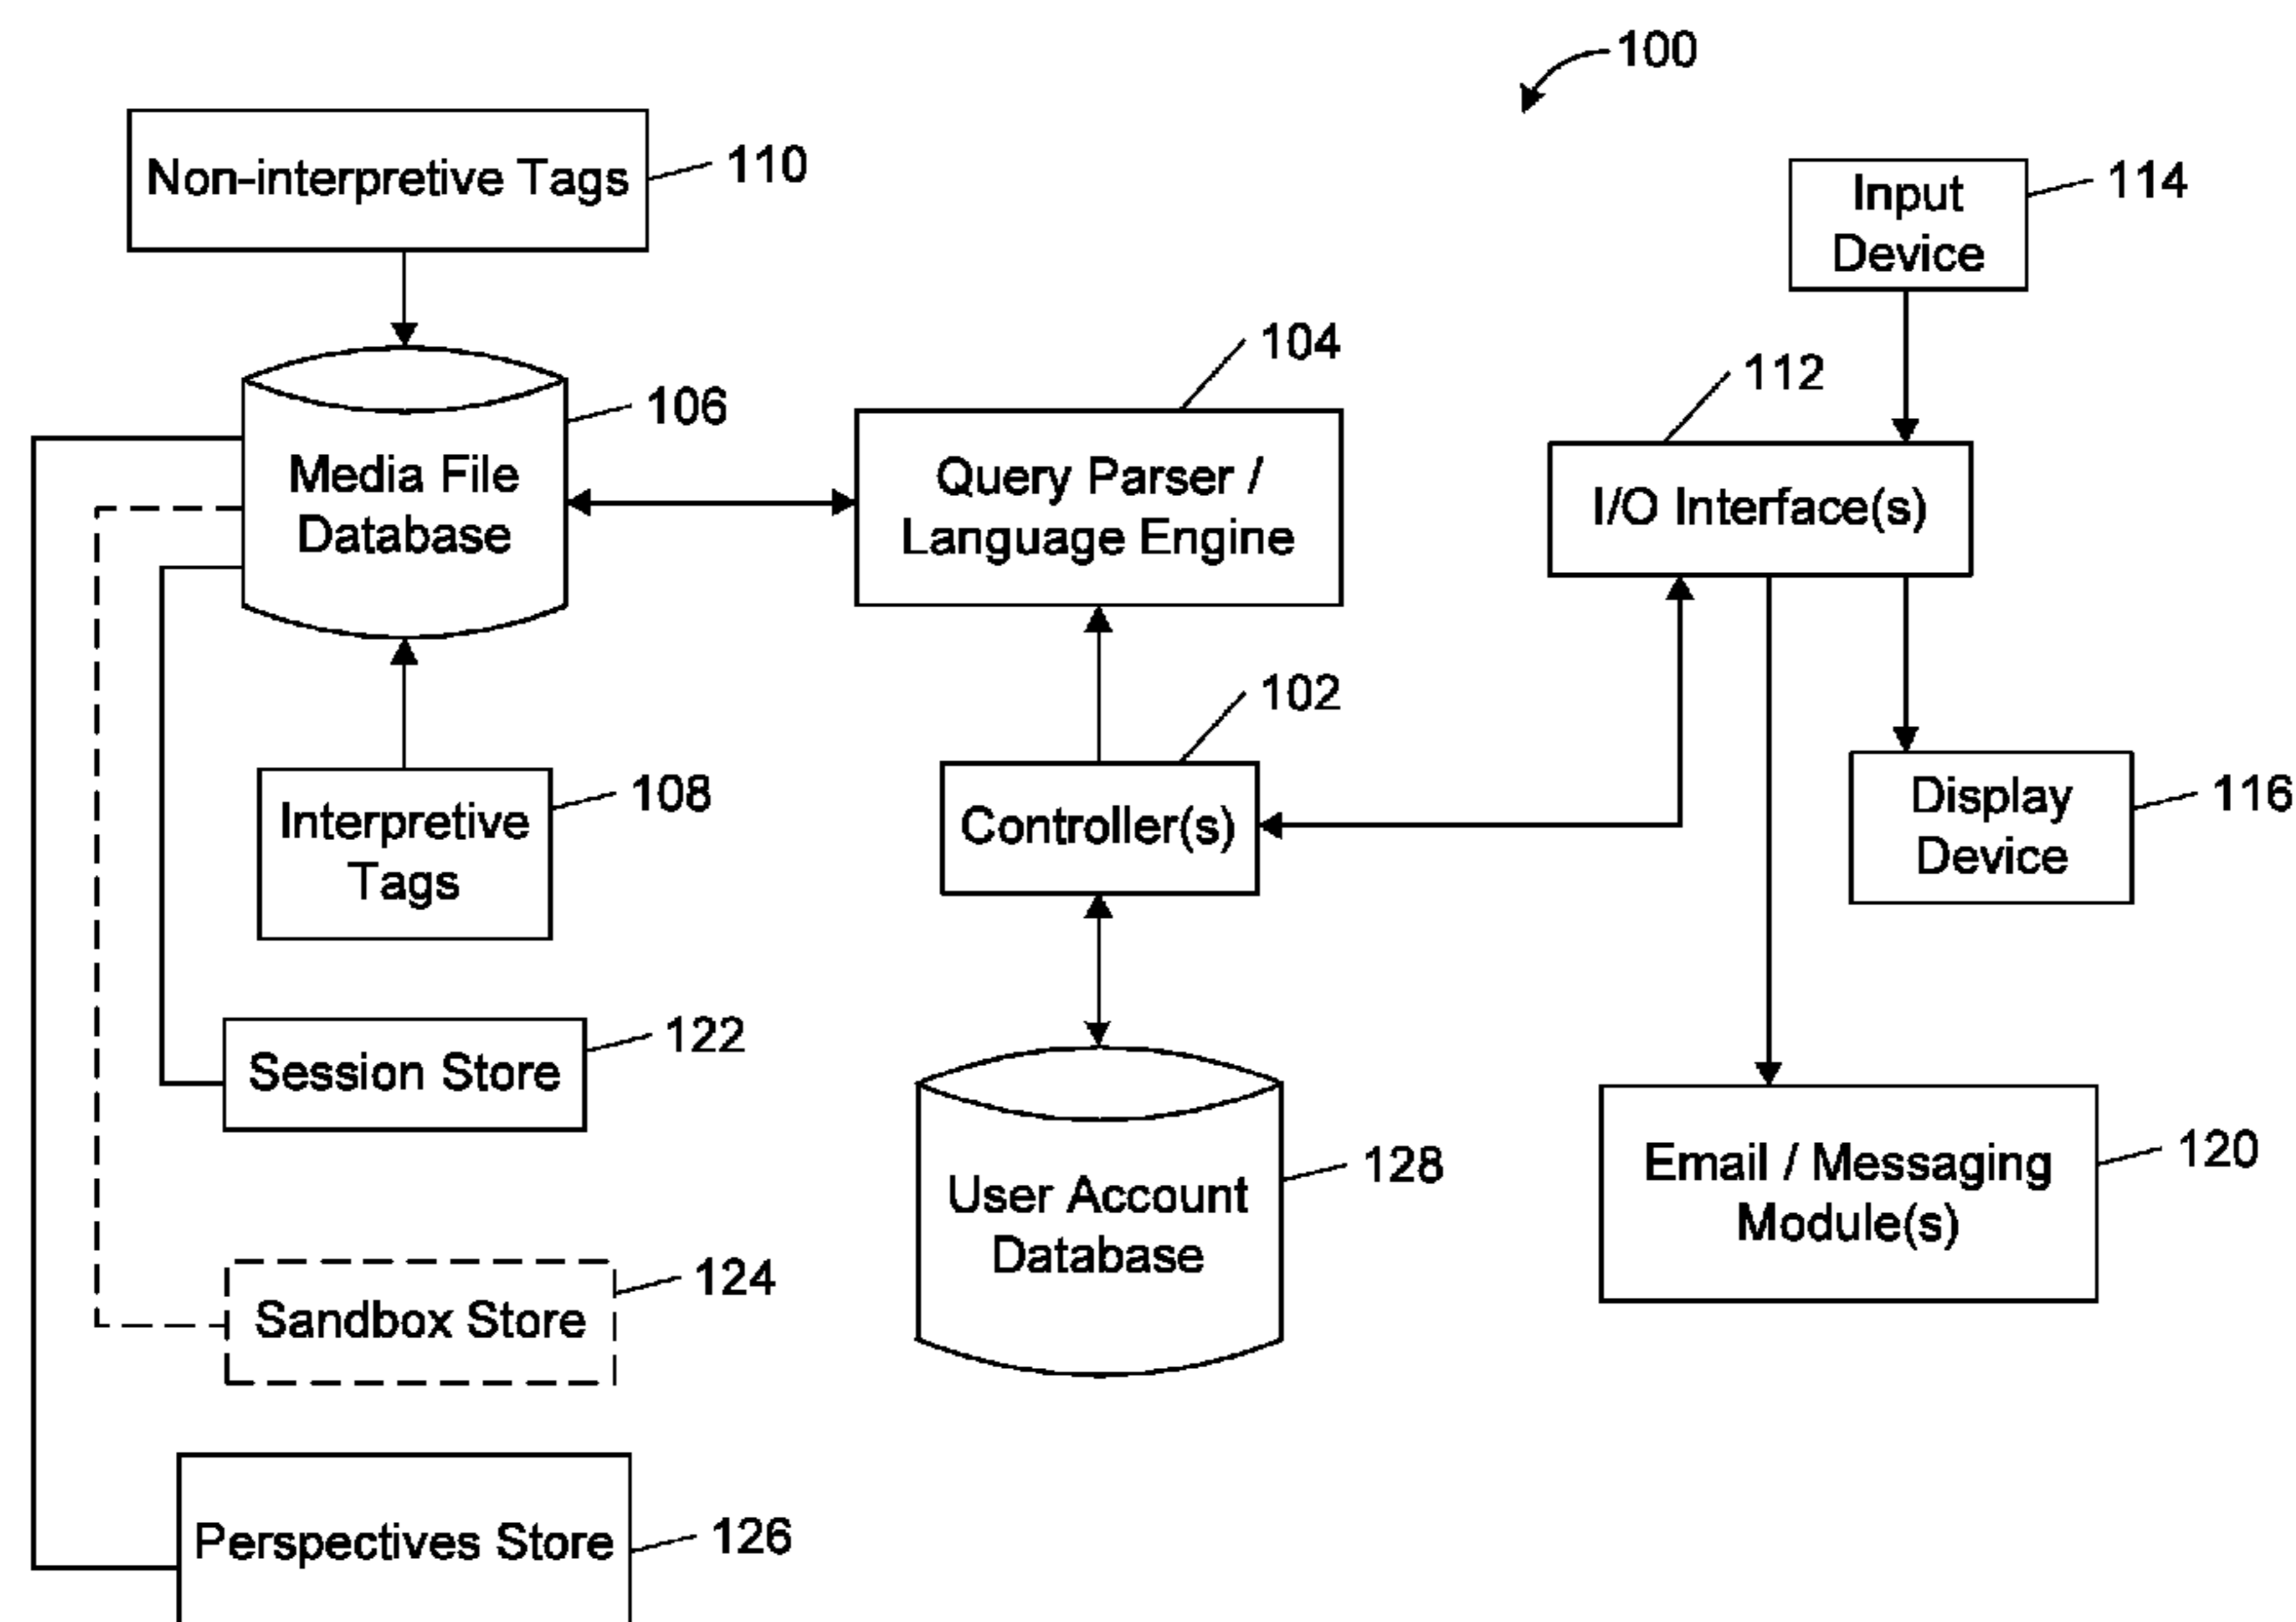 100
Non-interpretive Tags
110
Input
Device
114
104
112
106
Media File
Database
Query Parser /
Language Engine
I/O Interface(s)
102
108
Interpretive
Tags
Controller(s)
Display
Device
116
122
Session Store
128
User Account
Database
120
Email / Messaging
Module(s)
124
Sandbox Store
126
Perspectives Store